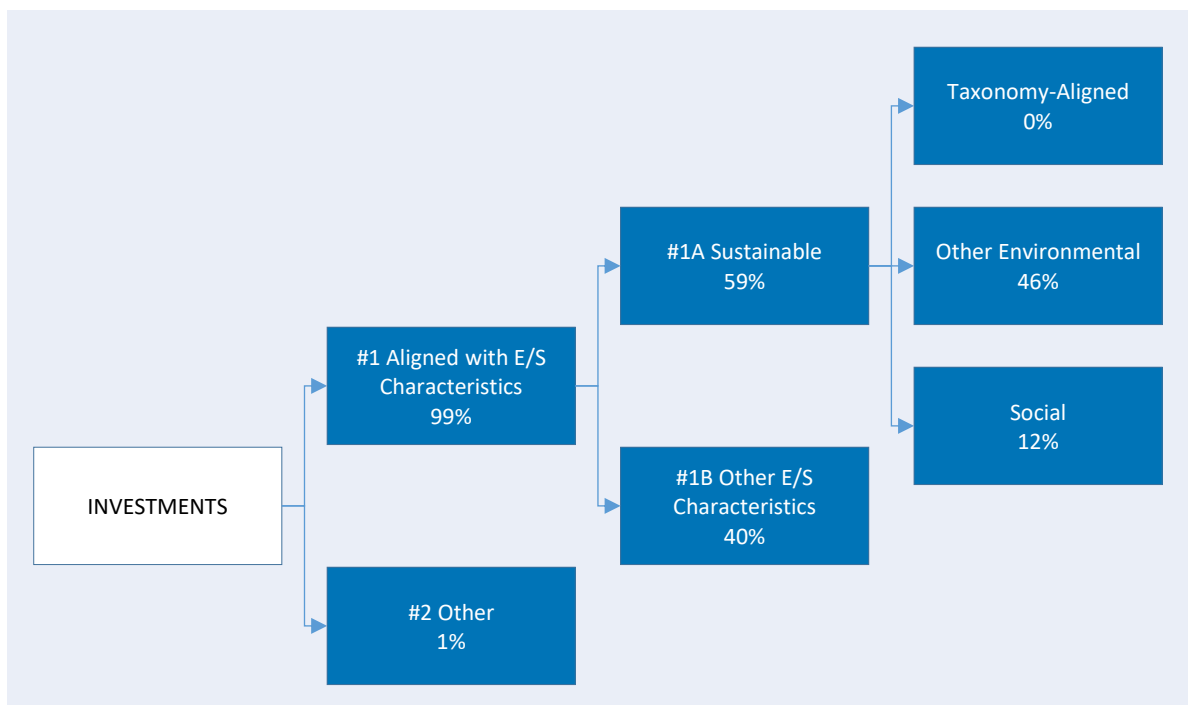 INVESTMENTS
#1 Aligned with E/S
Characteristics
99%
#2 Other
1%
#1A Sustainable
59%
#1B Other E/S
Characteristics
40%
Taxonomy-Aligned
0%
Other Environmental
46%
Social
12%